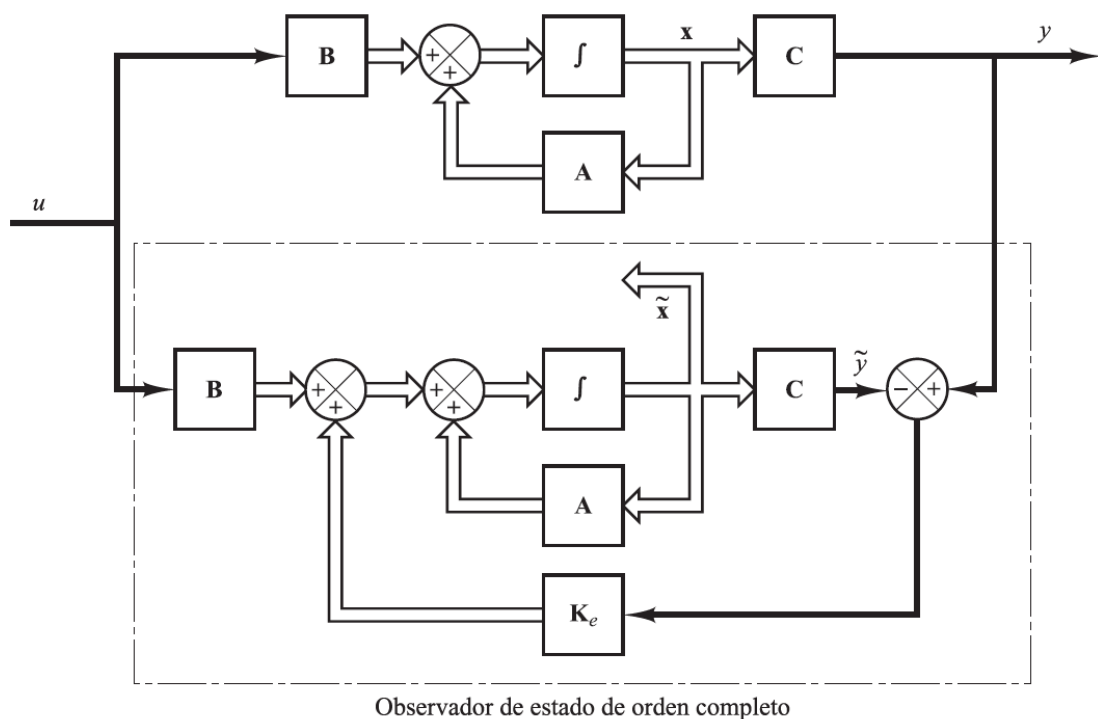 B
+
+
∫
x
C
y
A
u
x̃
B
+
+
+
+
∫
C
ỹ
−
+
A
Kₑ
Observador de estado de orden completo